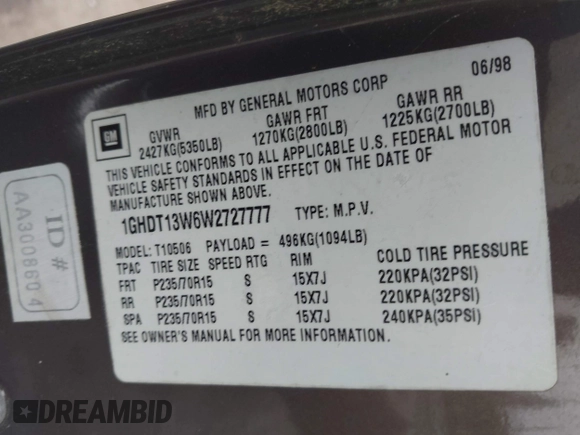 06/98
MFD BY GENERAL MOTORS CORP
GM
GVWR GAWR FRT GAWR RR
2427KG(5350LB) 1270KG(2800LB) 1225KG(2700LB)
THIS VEHICLE CONFORMS TO ALL APPLICABLE U.S. FEDERAL MOTOR
VEHICLE SAFETY STANDARDS IN EFFECT ON THE DATE OF
MANUFACTURE SHOWN ABOVE.
1GHDT13W6W2727777 TYPE: M.P.V.
MODEL: T10506 PAYLOAD = 496KG(1094LB)
TPAC TIRE SIZE SPEED RTG RIM COLD TIRE PRESSURE
FRT P235/70R15 S 15X7J 220KPA(32PSI)
RR P235/70R15 S 15X7J 220KPA(32PSI)
SPA P235/70R15 S 15X7J 240KPA(35PSI)
SEE OWNER'S MANUAL FOR MORE INFORMATION.
ID #
AA3008604
DREAMBID